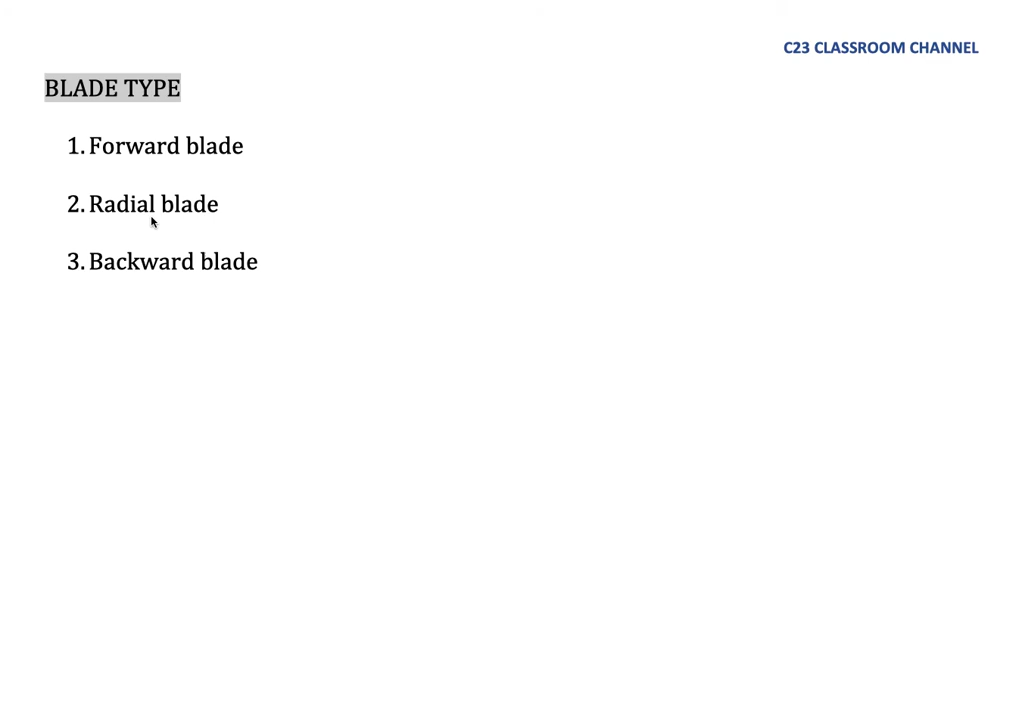 C23 CLASSROOM CHANNEL
BLADE TYPE
1. Forward blade
2. Radial blade
3. Backward blade